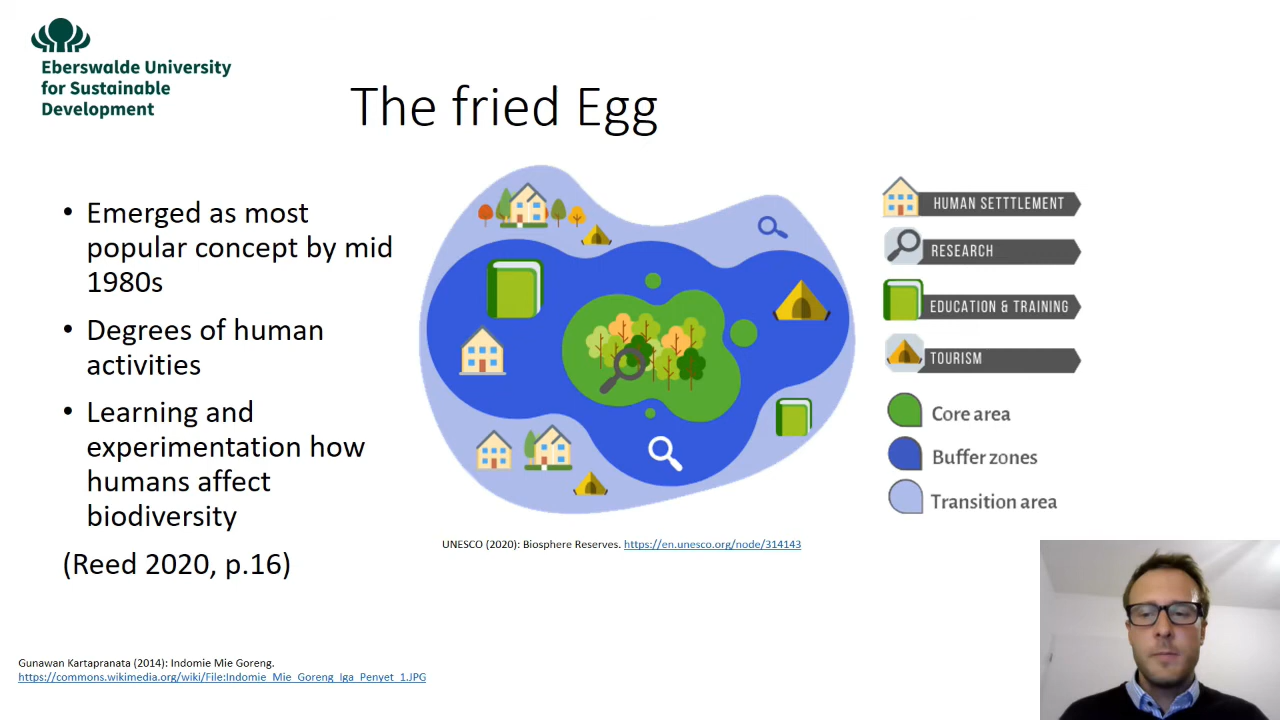 Eberswalde University
for Sustainable
Development
The fried Egg
• Emerged as most
popular concept by mid
1980s
• Degrees of human
activities
• Learning and
experimentation how
humans affect
biodiversity
(Reed 2020, p.16)
HUMAN SETTTLEMENT
RESEARCH
EDUCATION & TRAINING
TOURISM
Core area
Buffer zones
Transition area
UNESCO (2020): Biosphere Reserves. https://en.unesco.org/node/314143
Gunawan Kartapranata (2014): Indomie Mie Goreng.
https://commons.wikimedia.org/wiki/File:Indomie_Mie_Goreng_Iga_Penyet_1.JPG